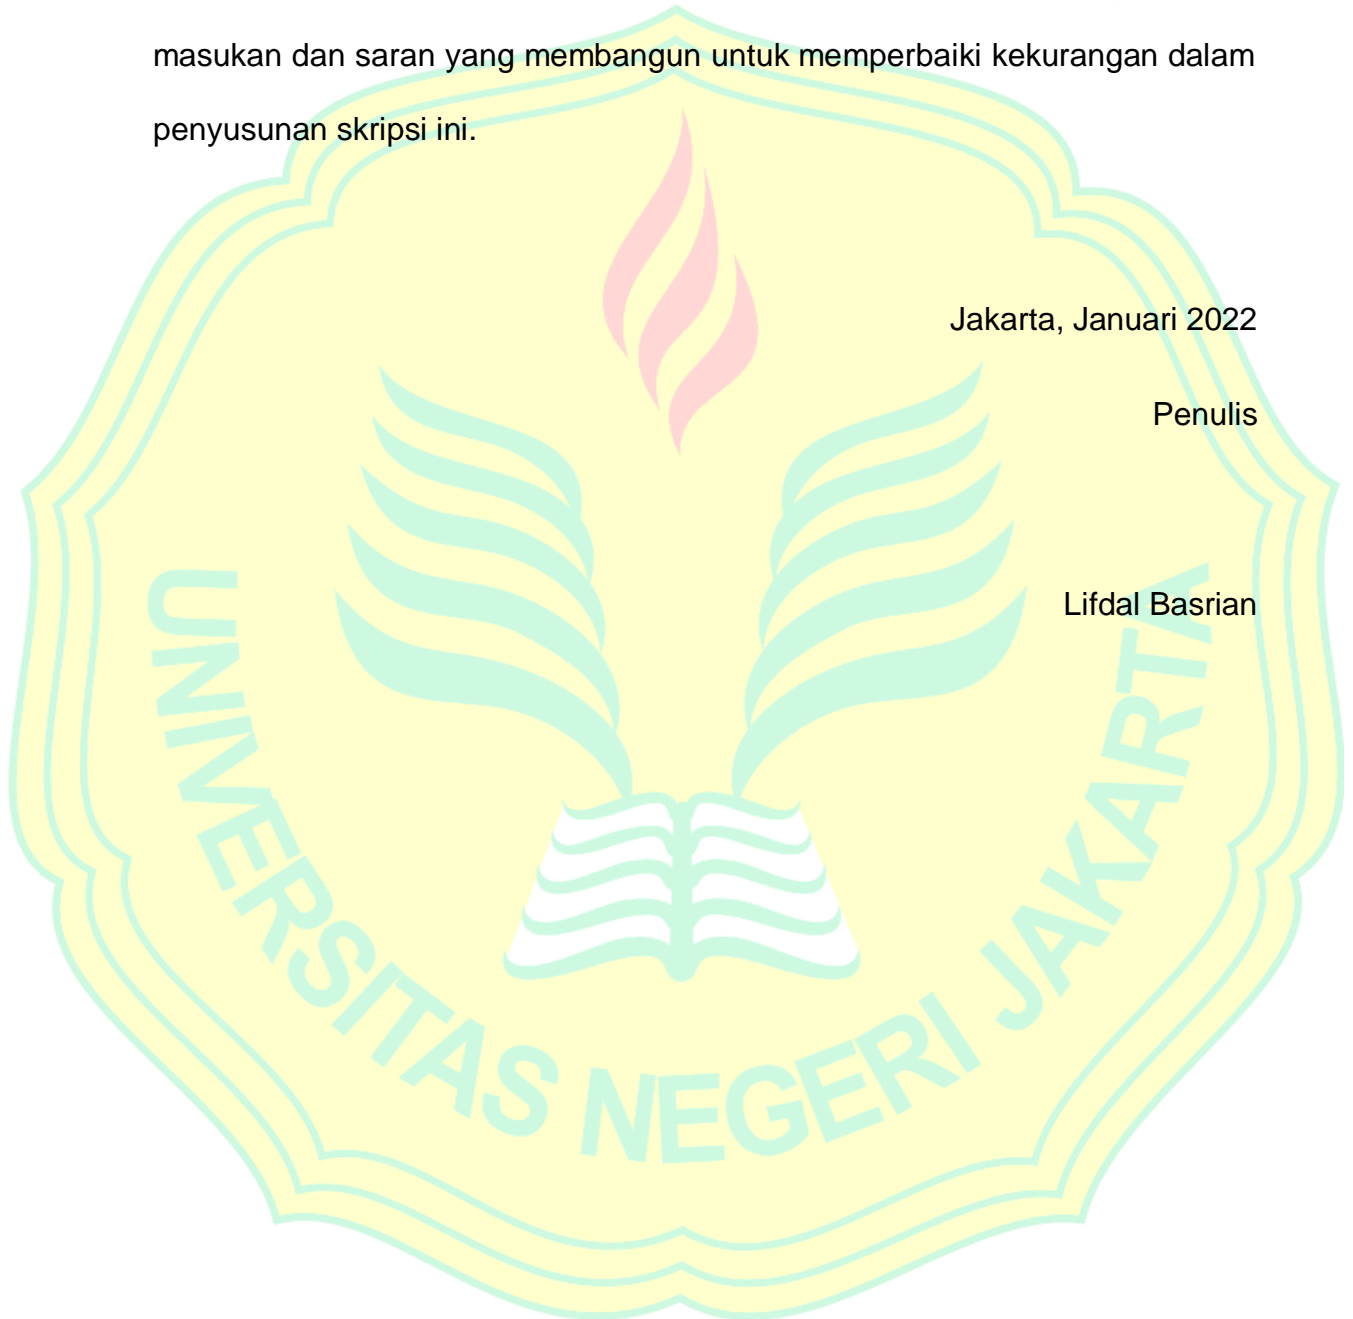 masukan dan saran yang membangun untuk memperbaiki kekurangan dalam
penyusunan skripsi ini.
Jakarta, Januari 2022
Penulis
Lifdal Basrian
UNIVERSITAS NEGERI JAKARTA